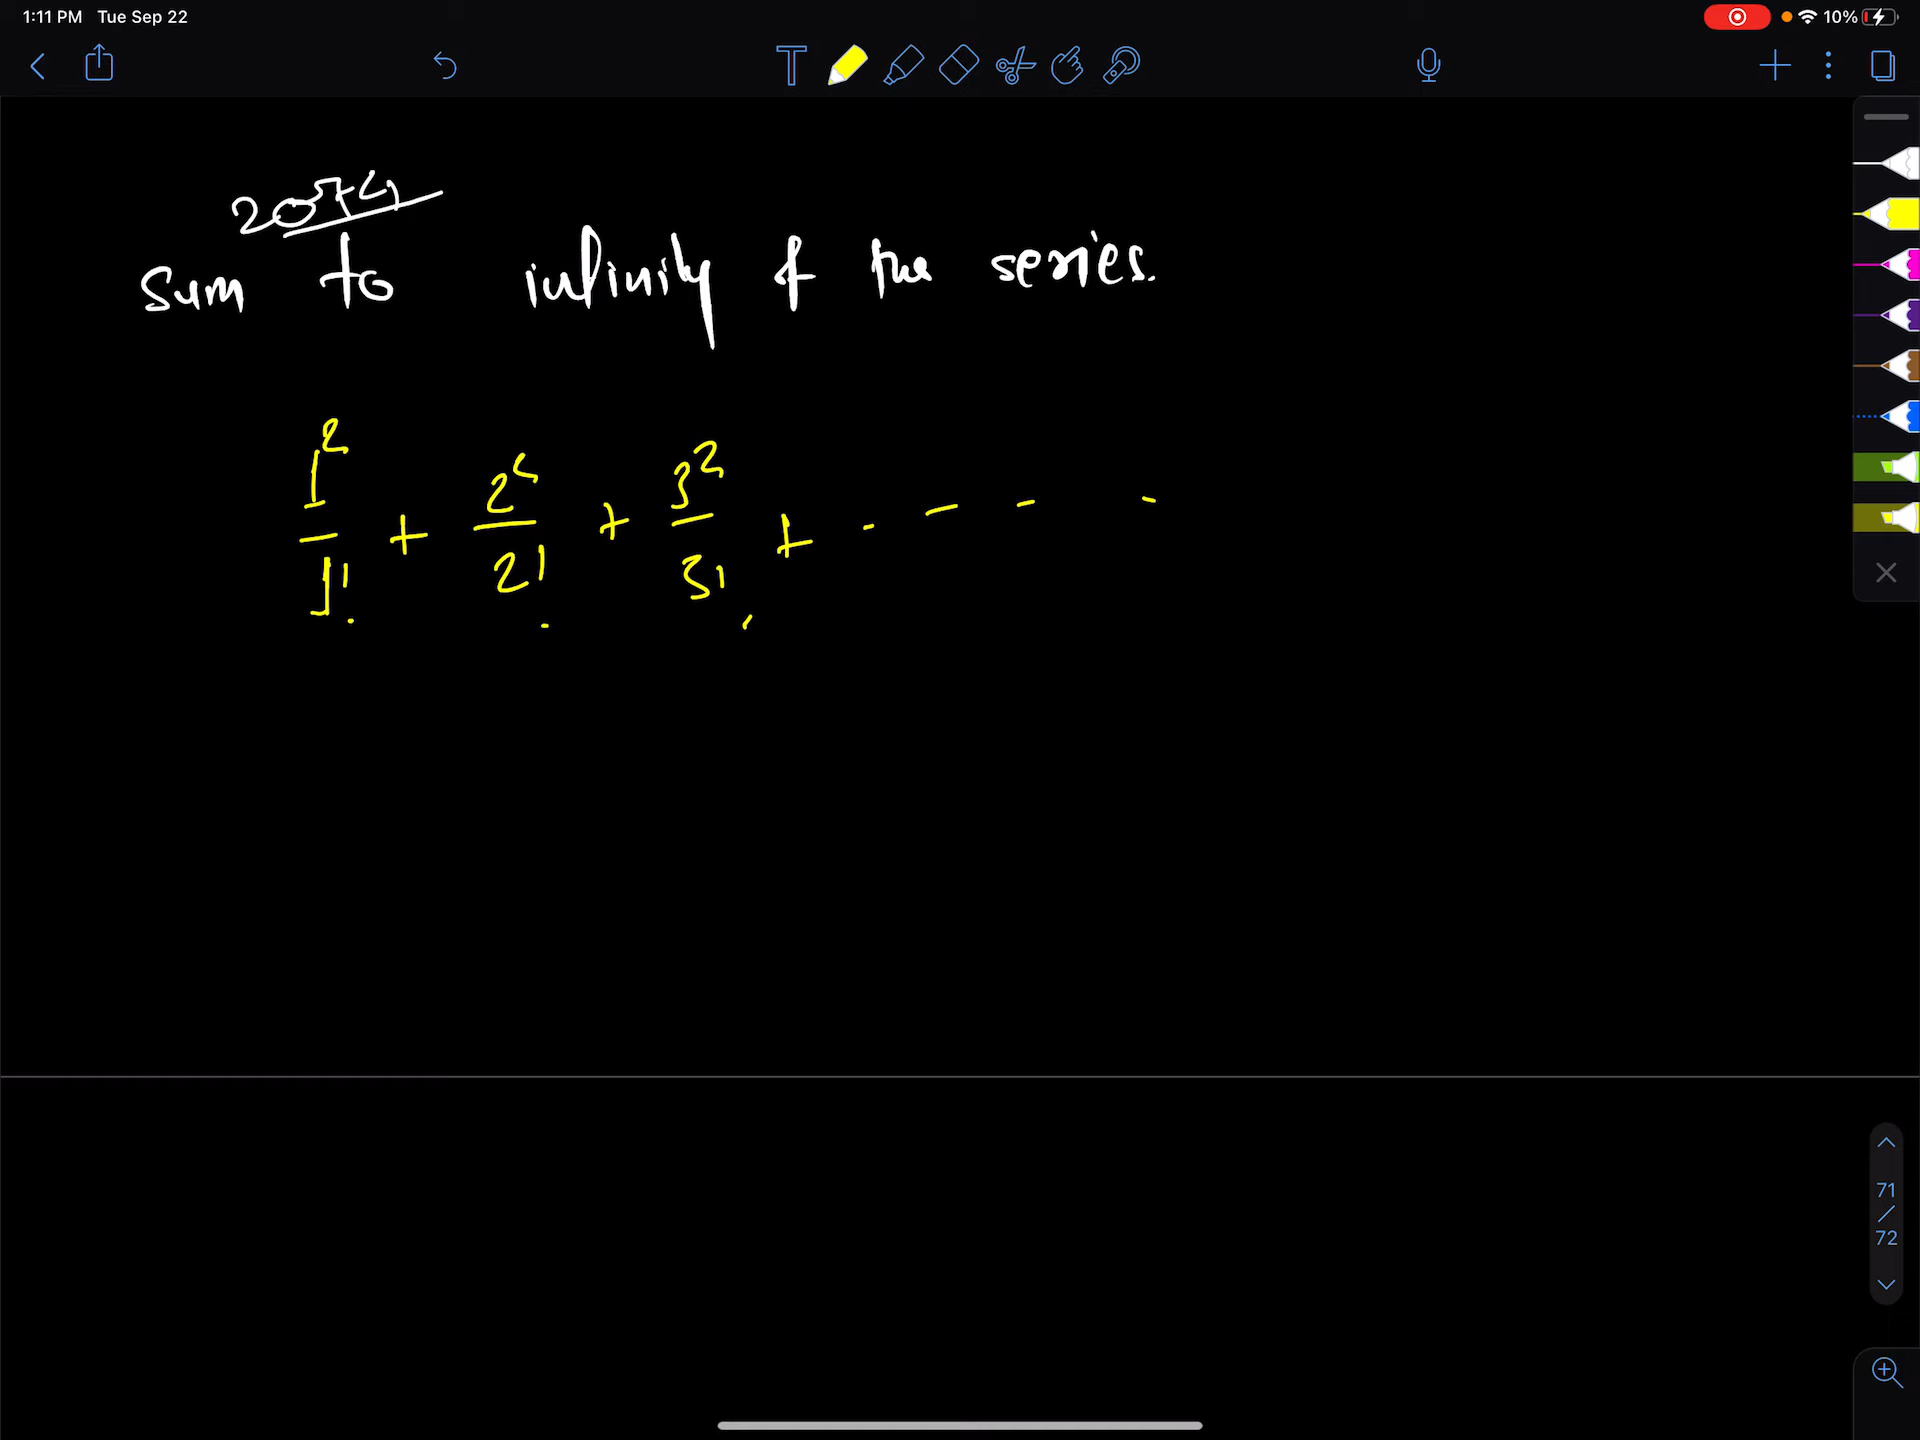 1:11 PM Tue Sep 22
10%
2074
Sum to infinity of the series.
1² / 1! + 2² / 2! + 3² / 3! + - - - -
71
/
72